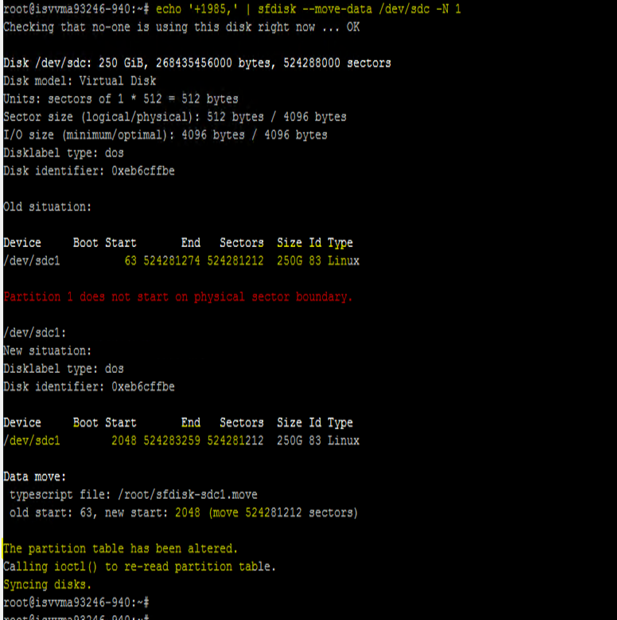 root@isvvma93246-940:~# echo '+1985,' | sfdisk --move-data /dev/sdc -N 1
Checking that no-one is using this disk right now ... OK
Disk /dev/sdc: 250 GiB, 268435456000 bytes, 524288000 sectors
Disk model: Virtual Disk
Units: sectors of 1 * 512 = 512 bytes
Sector size (logical/physical): 512 bytes / 4096 bytes
I/O size (minimum/optimal): 4096 bytes / 4096 bytes
Disklabel type: dos
Disk identifier: 0xeb6cffbe
Old situation:
Device     Boot Start       End   Sectors  Size Id Type
/dev/sdc1          63 524281274 524281212  250G 83 Linux
Partition 1 does not start on physical sector boundary.
/dev/sdc1:
New situation:
Disklabel type: dos
Disk identifier: 0xeb6cffbe
Device     Boot Start       End   Sectors  Size Id Type
/dev/sdc1        2048 524283259 524281212  250G 83 Linux
Data move:
typescript file: /root/sfdisk-sdc1.move
old start: 63, new start: 2048 (move 524281212 sectors)
The partition table has been altered.
Calling ioctl() to re-read partition table.
Syncing disks.
root@isvvma93246-940:~#
root@isvvma93246-940:~#